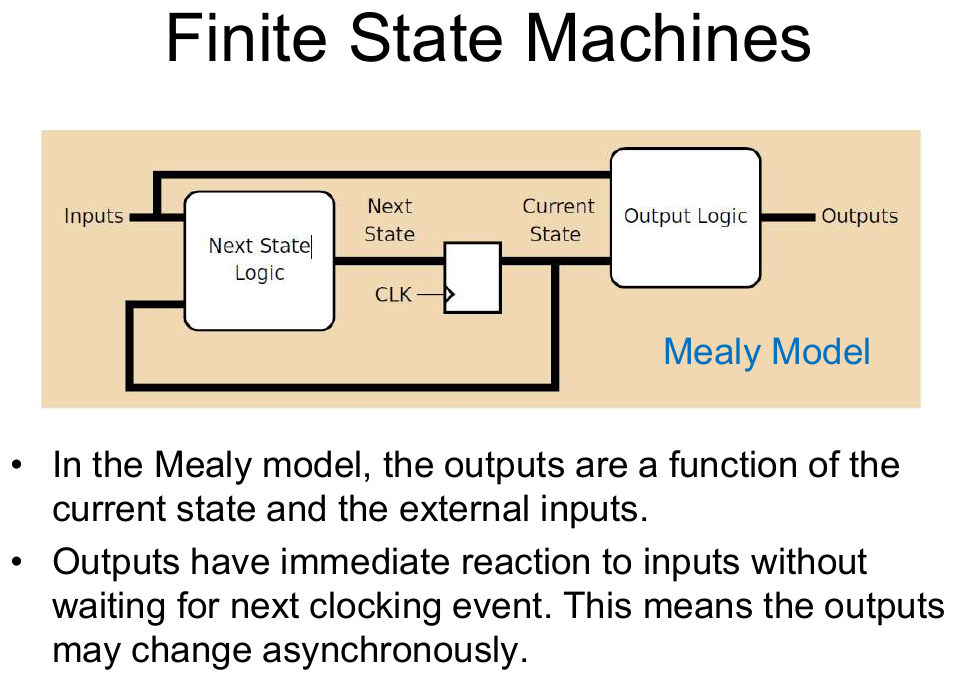 Finite State Machines
Inputs
Next State
Logic
Next
State
CLK
Current
State
Output Logic
Outputs
Mealy Model
• In the Mealy model, the outputs are a function of the
current state and the external inputs.
• Outputs have immediate reaction to inputs without
waiting for next clocking event. This means the outputs
may change asynchronously.